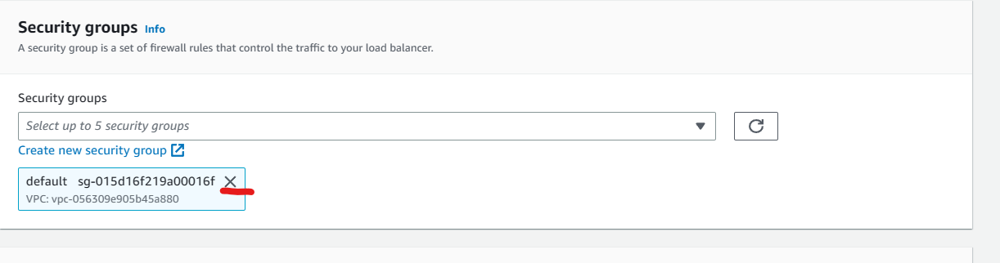 Security groups Info
A security group is a set of firewall rules that control the traffic to your load balancer.
Security groups
Select up to 5 security groups
Create new security group
default sg-015d16f219a00016f
VPC: vpc-056309e905b45a880